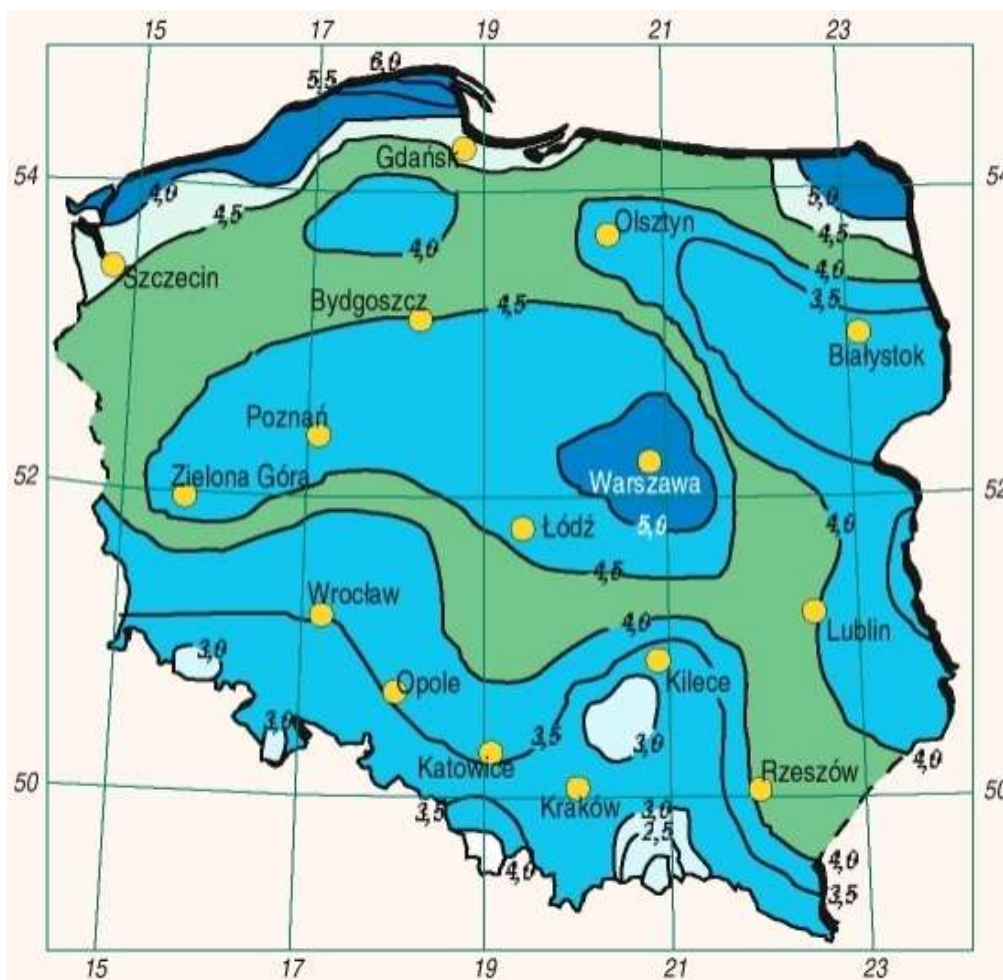 15 17 19 21 23
6,0
5,5
Gdańsk
54 54
4,0 5,0
4,5 Olsztyn 4,5
4,0 4,0
Szczecin 3,5
Bydgoszcz 4,5
Białystok
Poznań
Zielona Góra Warszawa
52 52
5,0 4,0
Łódź
4,5
Wrocław
4,0 Lublin
3,0
Opole Kilece
3,0 3,5 3,0 4,0
Katowice Rzeszów
50 50
Kraków
3,5 3,0
2,5
4,0 4,0
3,5
15 17 19 21 23